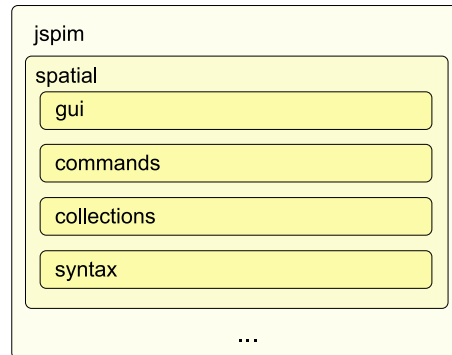 jspim
spatial
gui
commands
collections
syntax
...